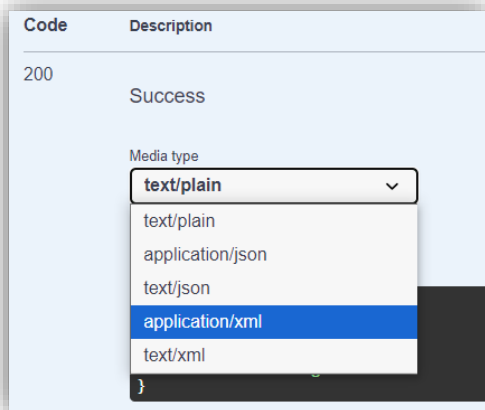 Code Description
200
Success
Media type
text/plain
text/plain
application/json
text/json
application/xml
text/xml
}